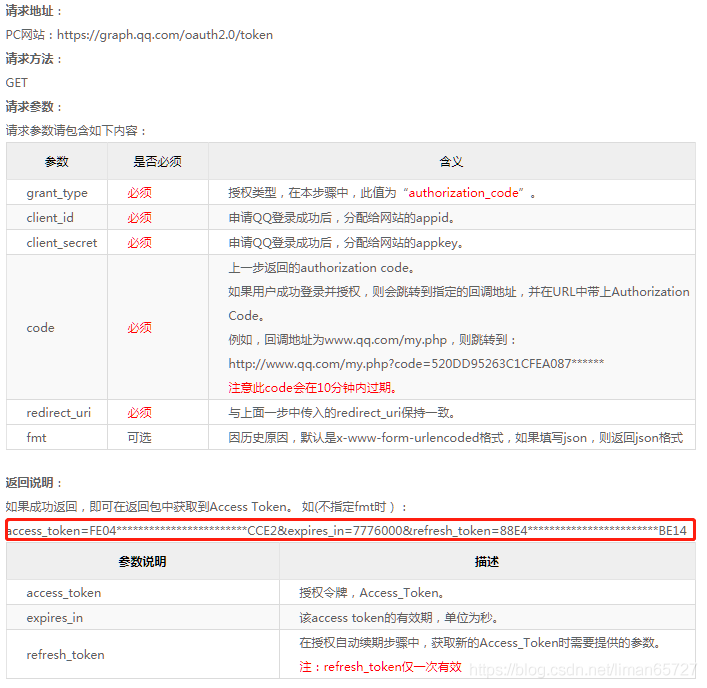 请求地址：
PC网站：https://graph.qq.com/oauth2.0/token
请求方法：
GET
请求参数：
请求参数请包含如下内容：
参数 是否必须 含义
grant_type 必须 授权类型，在本步骤中，此值为“authorization_code”。
client_id 必须 申请QQ登录成功后，分配给网站的appid。
client_secret 必须 申请QQ登录成功后，分配给网站的appkey。
上一步返回的authorization code。
如果用户成功登录并授权，则会跳转到指定的回调地址，并在URL中带上Authorization
Code。
code 必须 例如，回调地址为www.qq.com/my.php，则跳转到：
http://www.qq.com/my.php?code=520DD95263C1CFEA087******
注意此code会在10分钟内过期。
redirect_uri 必须 与上面一步中传入的redirect_uri保持一致。
fmt 可选 因历史原因，默认是x-www-form-urlencoded格式，如果填写json，则返回json格式
返回说明：
如果成功返回，即可在返回包中获取到Access Token。 如(不指定fmt时）：
access_token=FE04************************CCE2&expires_in=7776000&refresh_token=88E4************************BE14
参数说明 描述
access_token 授权令牌，Access_Token。
expires_in 该access token的有效期，单位为秒。
refresh_token 在授权自动续期步骤中，获取新的Access_Token时需要提供的参数。
注：refresh_token仅一次有效
https://blog.csdn.net/liman65727